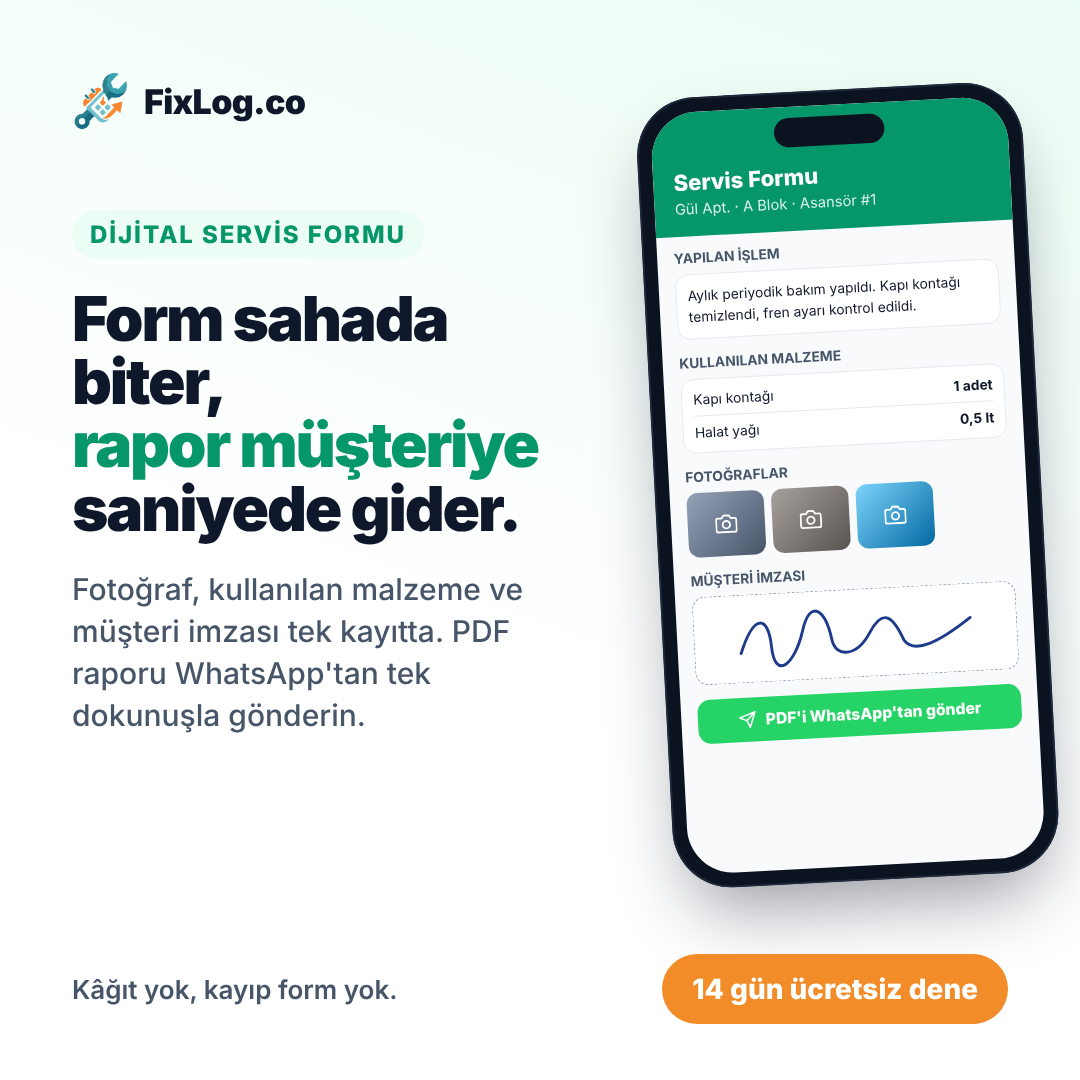 FixLog.co
DİJİTAL SERVİS FORMU
Form sahada
biter,
rapor müşteriye
saniyede gider.
Fotoğraf, kullanılan malzeme ve
müşteri imzası tek kayıtta. PDF
raporu WhatsApp'tan tek
dokunuşla gönderin.
Servis Formu
Gül Apt. · A Blok · Asansör #1
YAPILAN İŞLEM
Aylık periyodik bakım yapıldı. Kapı kontağı
temizlendi, fren ayarı kontrol edildi.
KULLANILAN MALZEME
Kapı kontağı 1 adet
Halat yağı 0,5 lt
FOTOĞRAFLAR
MÜŞTERİ İMZASI
PDF'i WhatsApp'tan gönder
Kâğıt yok, kayıp form yok.
14 gün ücretsiz dene